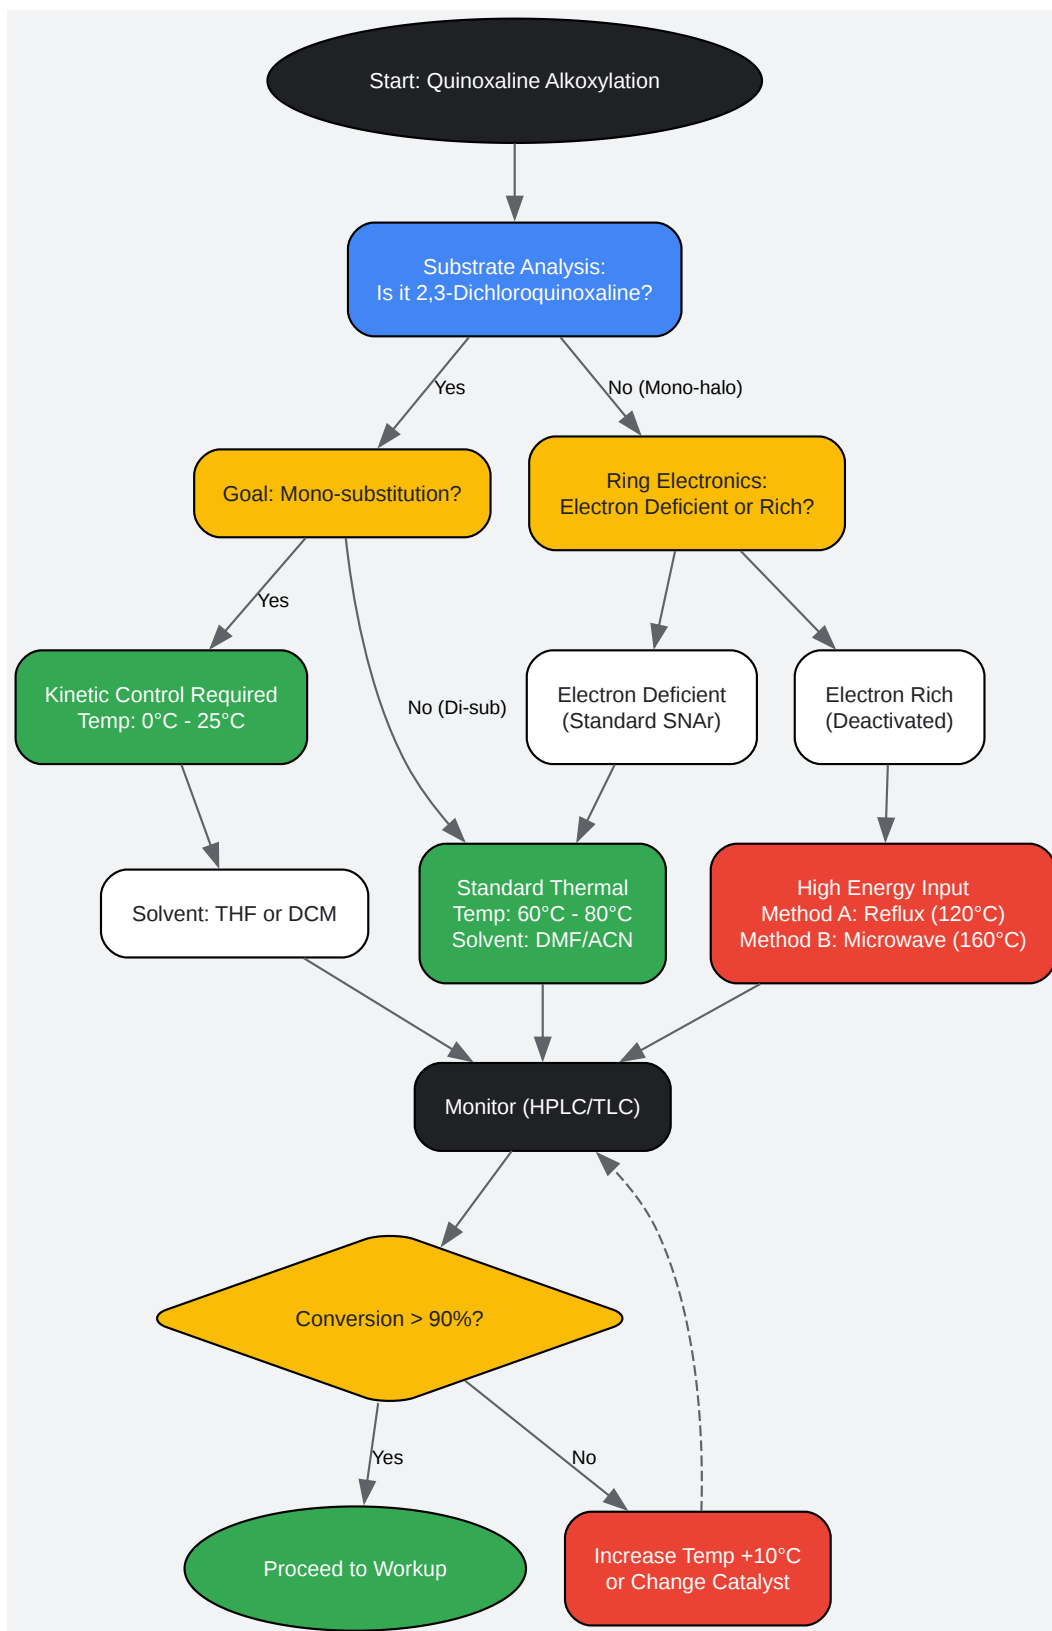 Start: Quinoxaline Alkoxylation
Substrate Analysis:
Is it 2,3-Dichloroquinoxaline?
Yes
No (Mono-halo)
Goal: Mono-substitution?
Ring Electronics:
Electron Deficient or Rich?
Yes
Kinetic Control Required
Temp: 0°C - 25°C
No (Di-sub)
Electron Deficient
(Standard SNAr)
Electron Rich
(Deactivated)
Solvent: THF or DCM
Standard Thermal
Temp: 60°C - 80°C
Solvent: DMF/ACN
High Energy Input
Method A: Reflux (120°C)
Method B: Microwave (160°C)
Monitor (HPLC/TLC)
Conversion > 90%?
Yes
No
Proceed to Workup
Increase Temp +10°C
or Change Catalyst